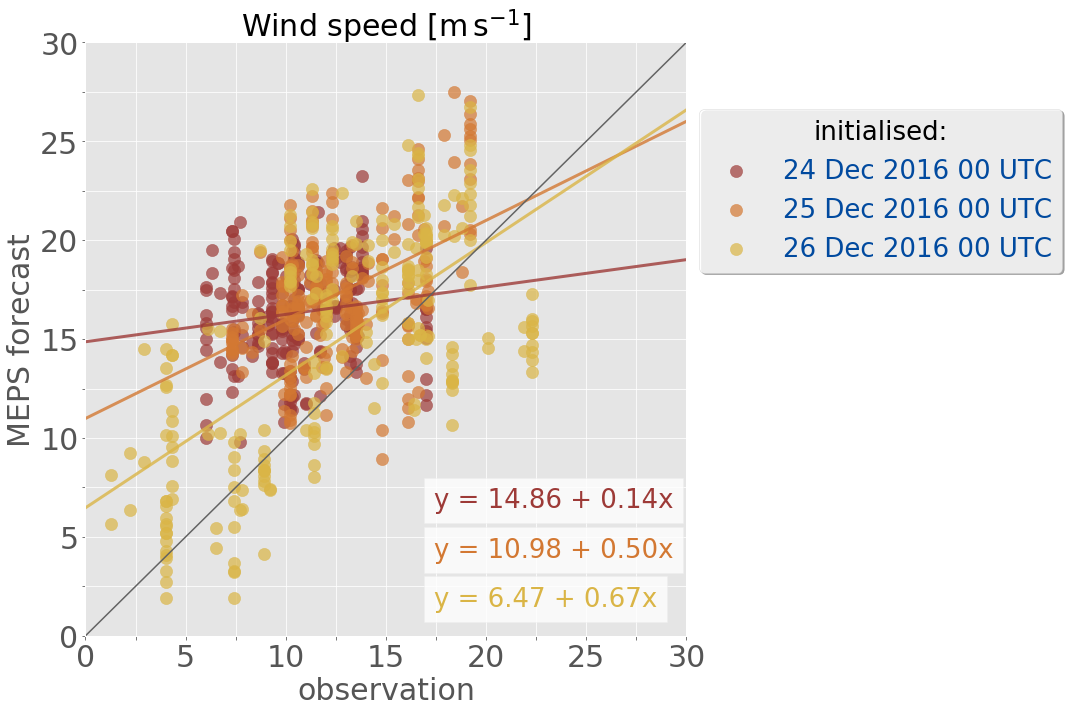 Wind speed [m s⁻¹]
30
25
20
15
10
5
0
MEPS forecast
0 5 10 15 20 25 30
observation
initialised:
24 Dec 2016 00 UTC
25 Dec 2016 00 UTC
26 Dec 2016 00 UTC
y = 14.86 + 0.14x
y = 10.98 + 0.50x
y = 6.47 + 0.67x